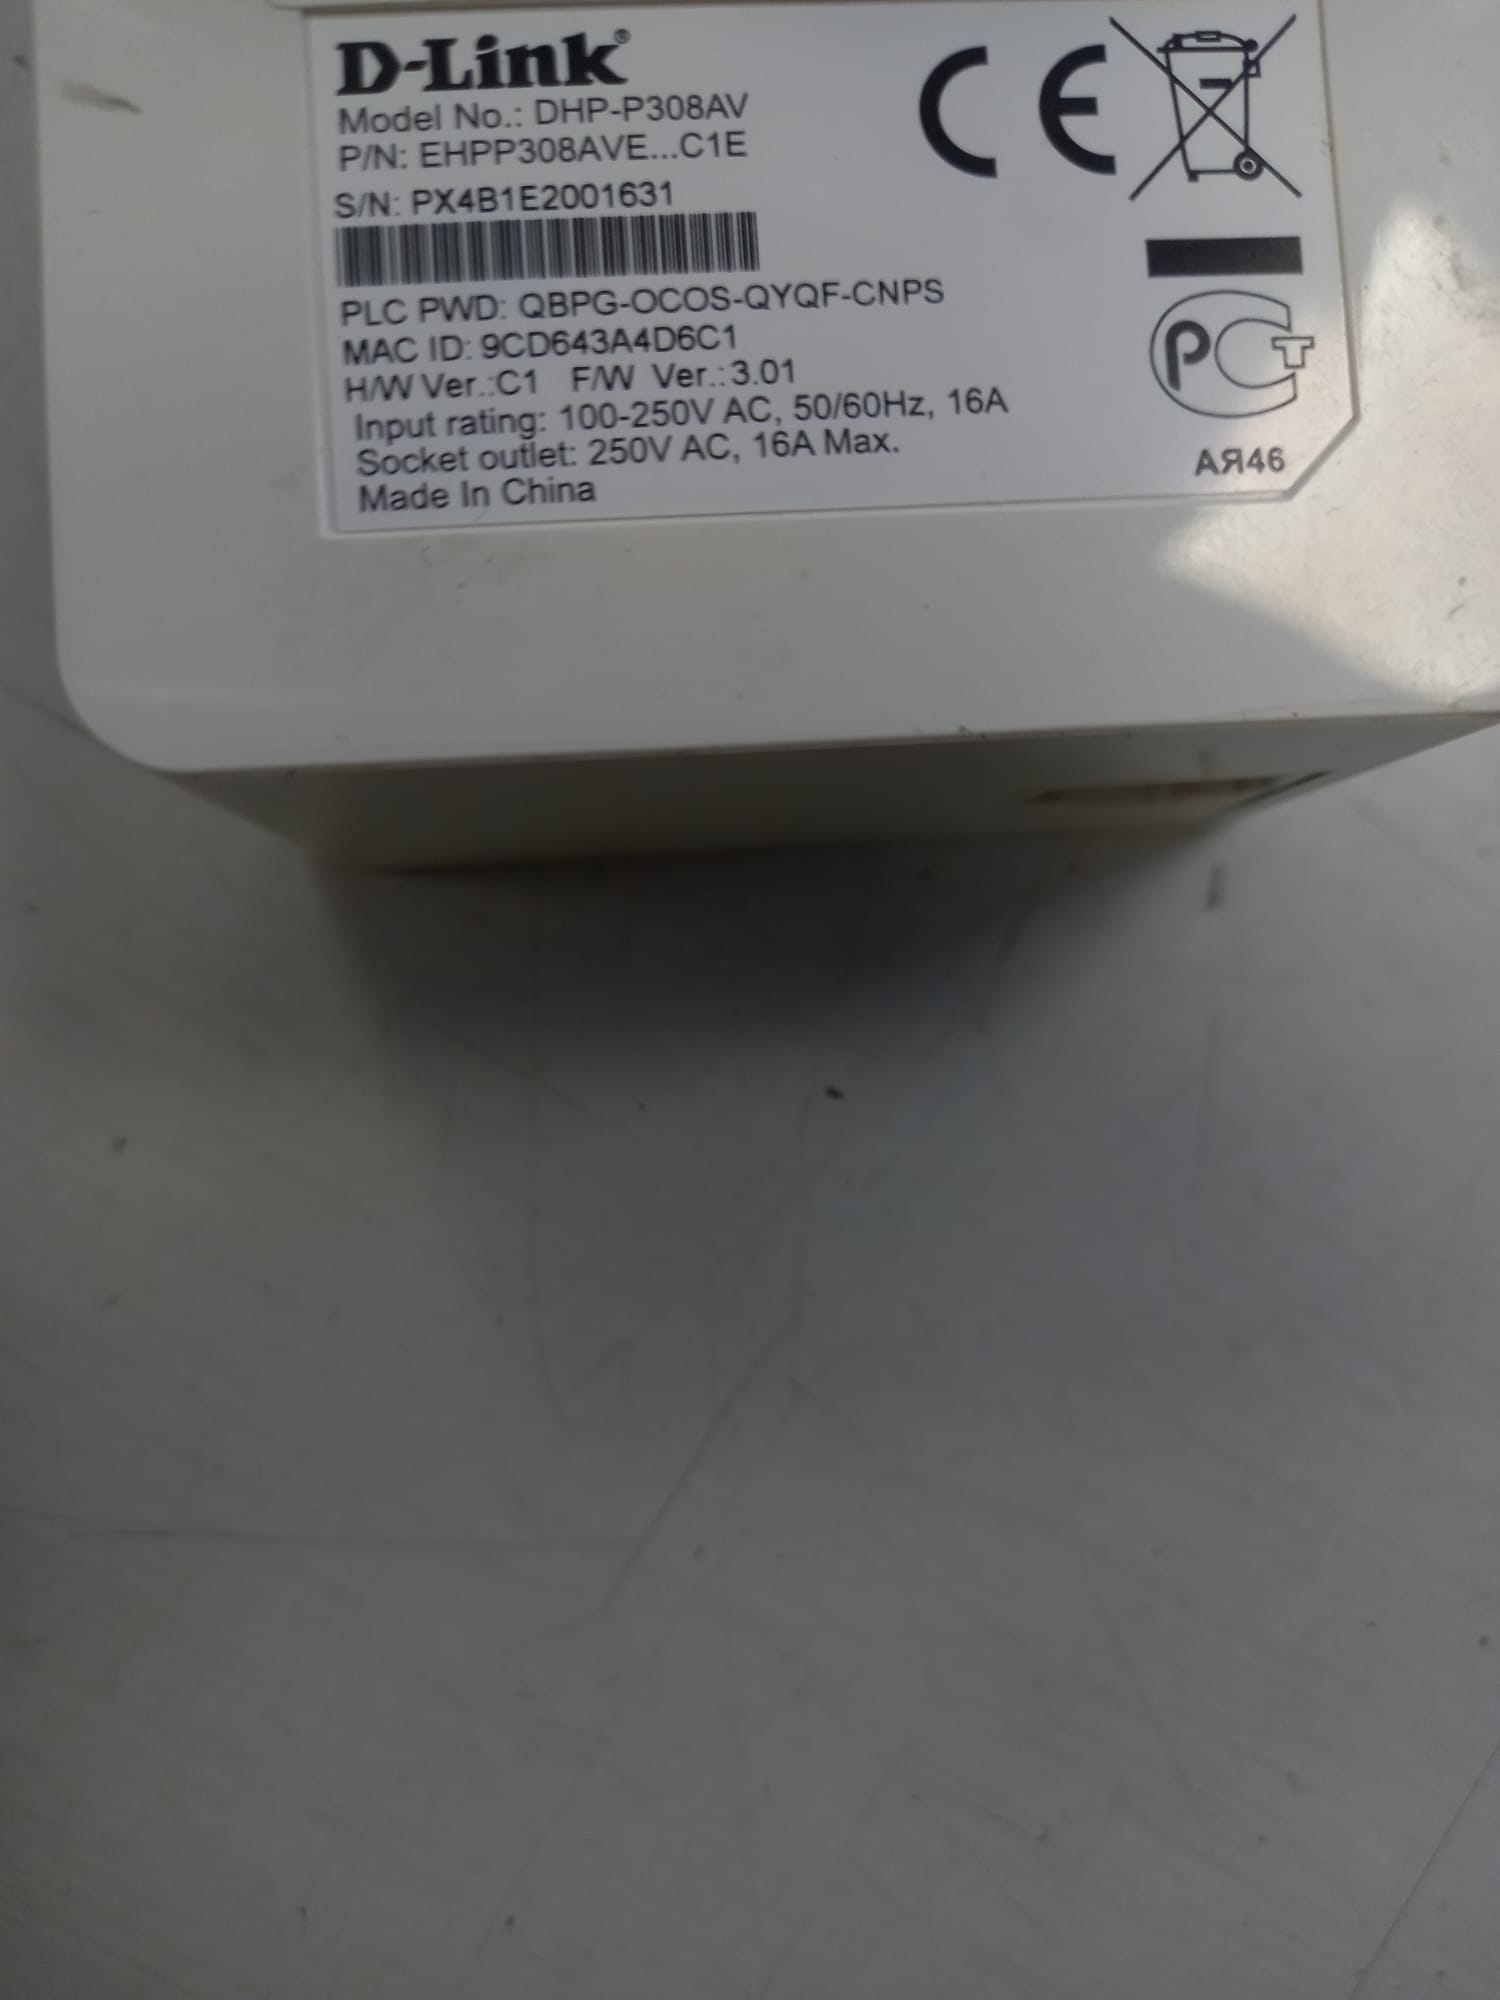 D-Link®
Model No.: DHP-P308AV
P/N: EHPP308AVE...C1E
S/N: PX4B1E2001631
PLC PWD: QBPG-OCOS-QYQF-CNPS
MAC ID: 9CD643A4D6C1
H/W Ver.:C1 F/W Ver.:3.01
Input rating: 100-250V AC, 50/60Hz, 16A
Socket outlet: 250V AC, 16A Max.
Made In China
CE
РСТ
АЯ46